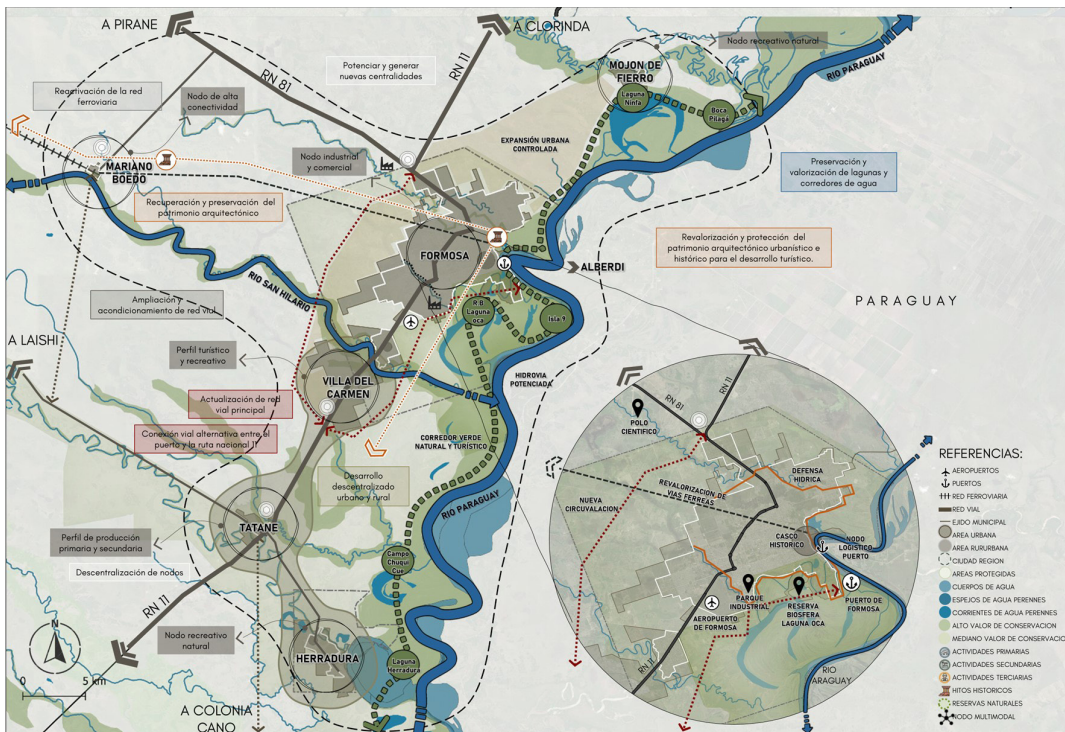 A PIRANE
A CLORINDA
RN 81
RN 11
Potenciar y generar
nuevas centralidades
Nodo recreativo natural
MOJON DE
FIERRO
RIO PARAGUAY
Laguna
Ninfa
Boca
Pilagá
Reactivación de la red
ferroviaria
Nodo de alta
conectividad
EXPANSIÓN URBANA
CONTROLADA
Nodo industrial
y comercial
MARIANO
BOEDO
Preservación y
valorización de lagunas y
corredores de agua
Recuperación y preservación del
patrimonio arquitectónico
FORMOSA
Revalorización y protección del
patrimonio arquitectónico urbanístico e
histórico para el desarrollo turístico.
ALBERDI
RIO SAN HILARIO
PARAGUAY
Ampliación y
acondicionamiento de red vial
R.B.
Laguna
oca
Isla 9
A LAISHI
Perfil turístico
y recreativo
VILLA DEL
CARMEN
HIDROVIA
POTENCIADA
Actualización de red
vial principal
Conexión vial alternativa entre el
puerto y la ruta nacional 11
CORREDOR VERDE
NATURAL Y TURÍSTICO
Desarrollo
descentralizado
urbano y rural
RIO PARAGUAY
TATANE
Perfil de producción
primaria y secundaria
Descentralización de nodos
Campo
Chuqui
Cue
RN 11
Nodo recreativo
natural
HERRADURA
Laguna
Herradura
N
0 5 km
A COLONIA
CANO
RN 81
RN 11
POLO
CIENTIFICO
DEFENSA
HIDRICA
REVALORIZACION DE
VIAS FERREAS
NUEVA
CIRCUVALACION
CASCO
HISTORICO
NODO
LOGISTICO
PUERTO
PARQUE
INDUSTRIAL
RESERVA
BIOSFERA
LAGUNA OCA
PUERTO DE
FORMOSA
AEROPUERTO
DE FORMOSA
RN 11
RIO
ARAGUAY
REFERENCIAS:
AEROPUERTOS
PUERTOS
RED FERROVIARIA
RED VIAL
EJIDO MUNICIPAL
AREA URBANA
AREA RURURBANA
CIUDAD REGION
AREAS PROTEGIDAS
CUERPOS DE AGUA
ESPEJOS DE AGUA PERENNES
CORRIENTES DE AGUA PERENNES
ALTO VALOR DE CONSERVACION
MEDIANO VALOR DE CONSERVACIO
ACTIVIDADES PRIMARIAS
ACTIVIDADES SECUNDARIAS
ACTIVIDADES TERCIARIAS
HITOS HISTORICOS
RESERVAS NATURALES
NODO MULTIMODAL